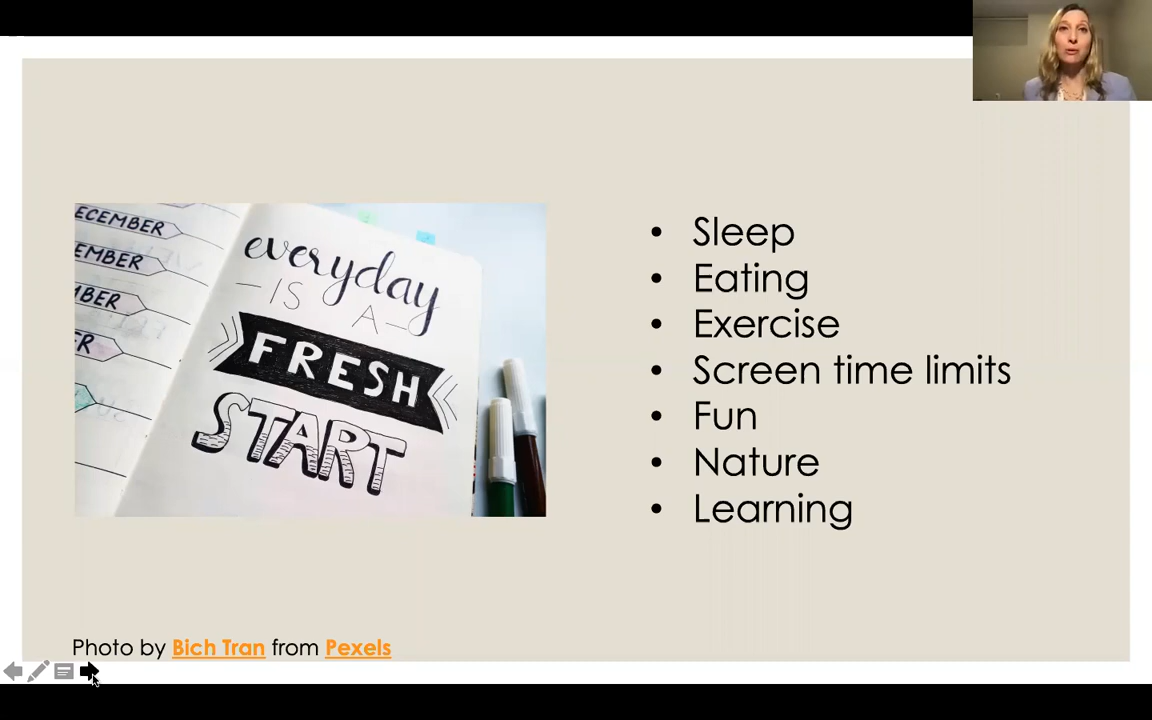 ECEMBER
EMBER
BER
R
everyday
IS A
FRESH
START
• Sleep
• Eating
• Exercise
• Screen time limits
• Fun
• Nature
• Learning
Photo by Bich Tran from Pexels